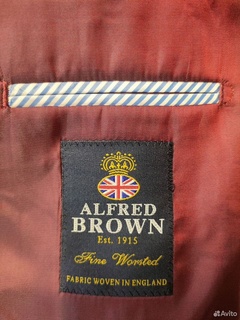 ALFRED
BROWN
Est. 1915
Fine Worsted
FABRIC WOVEN IN ENGLAND
Avito